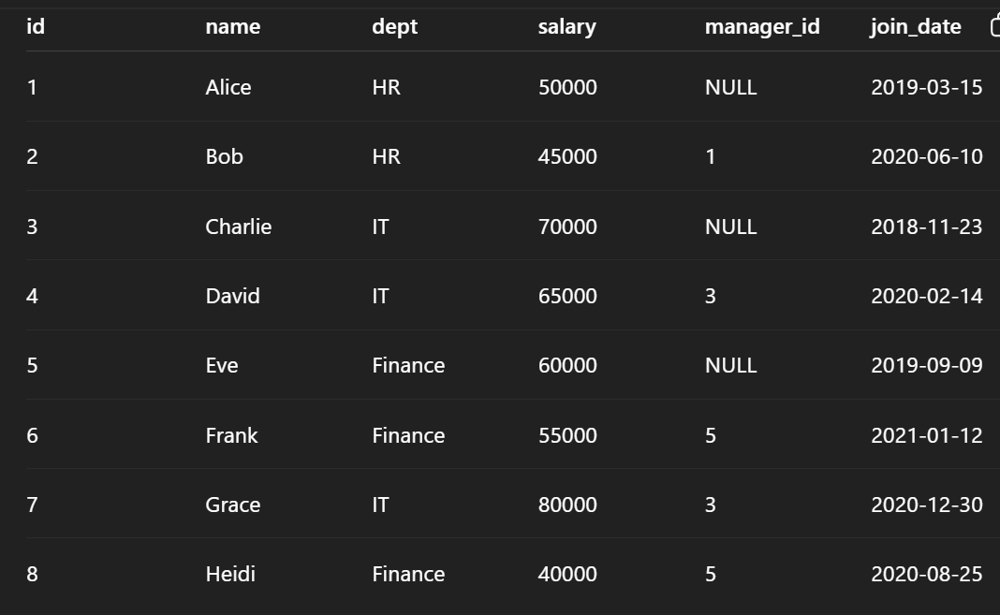 id name dept salary manager_id join_date
1 Alice HR 50000 NULL 2019-03-15
2 Bob HR 45000 1 2020-06-10
3 Charlie IT 70000 NULL 2018-11-23
4 David IT 65000 3 2020-02-14
5 Eve Finance 60000 NULL 2019-09-09
6 Frank Finance 55000 5 2021-01-12
7 Grace IT 80000 3 2020-12-30
8 Heidi Finance 40000 5 2020-08-25